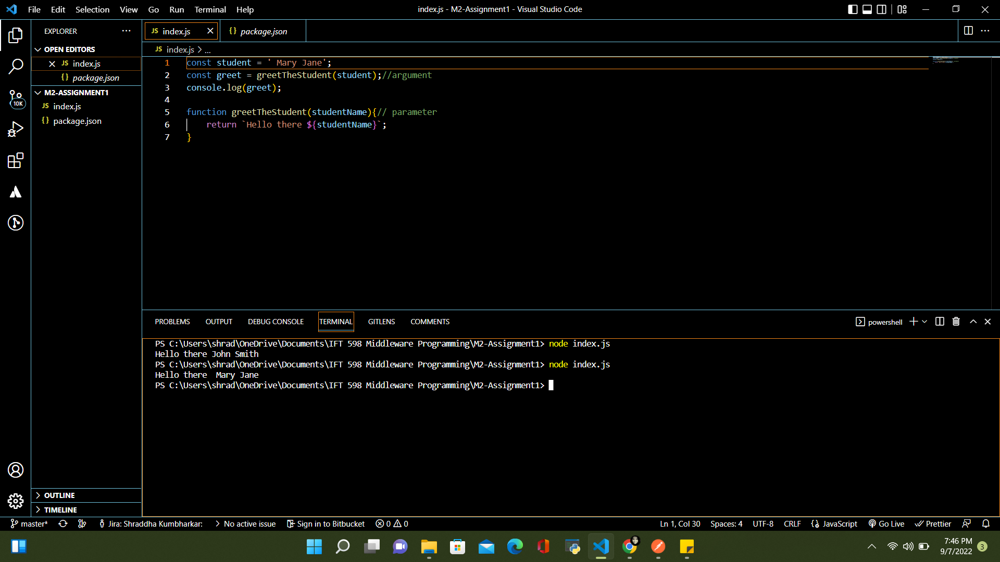 File Edit Selection View Go Run Terminal Help
index.js - M2-Assignment1 - Visual Studio Code
EXPLORER ...
OPEN EDITORS
JS index.js
{} package.json
M2-ASSIGNMENT1
JS index.js
{} package.json
10K
OUTLINE
TIMELINE
JS index.js
{} package.json
JS index.js > ...
1 const student = ' Mary Jane';
2 const greet = greetTheStudent(student);//argument
3 console.log(greet);
4
5 function greetTheStudent(studentName){// parameter
6 return `Hello there ${studentName}`;
7 }
PROBLEMS OUTPUT DEBUG CONSOLE TERMINAL GITLENS COMMENTS
powershell
PS C:\Users\shrad\OneDrive\Documents\IFT 598 Middleware Programming\M2-Assignment1> node index.js
Hello there John Smith
PS C:\Users\shrad\OneDrive\Documents\IFT 598 Middleware Programming\M2-Assignment1> node index.js
Hello there  Mary Jane
PS C:\Users\shrad\OneDrive\Documents\IFT 598 Middleware Programming\M2-Assignment1>
master* Jira: Shraddha Kumbharkar: > No active issue Sign in to Bitbucket 0 0 Ln 1, Col 30 Spaces: 4 UTF-8 CRLF {} JavaScript Go Live Prettier
7:46 PM
9/7/2022
3